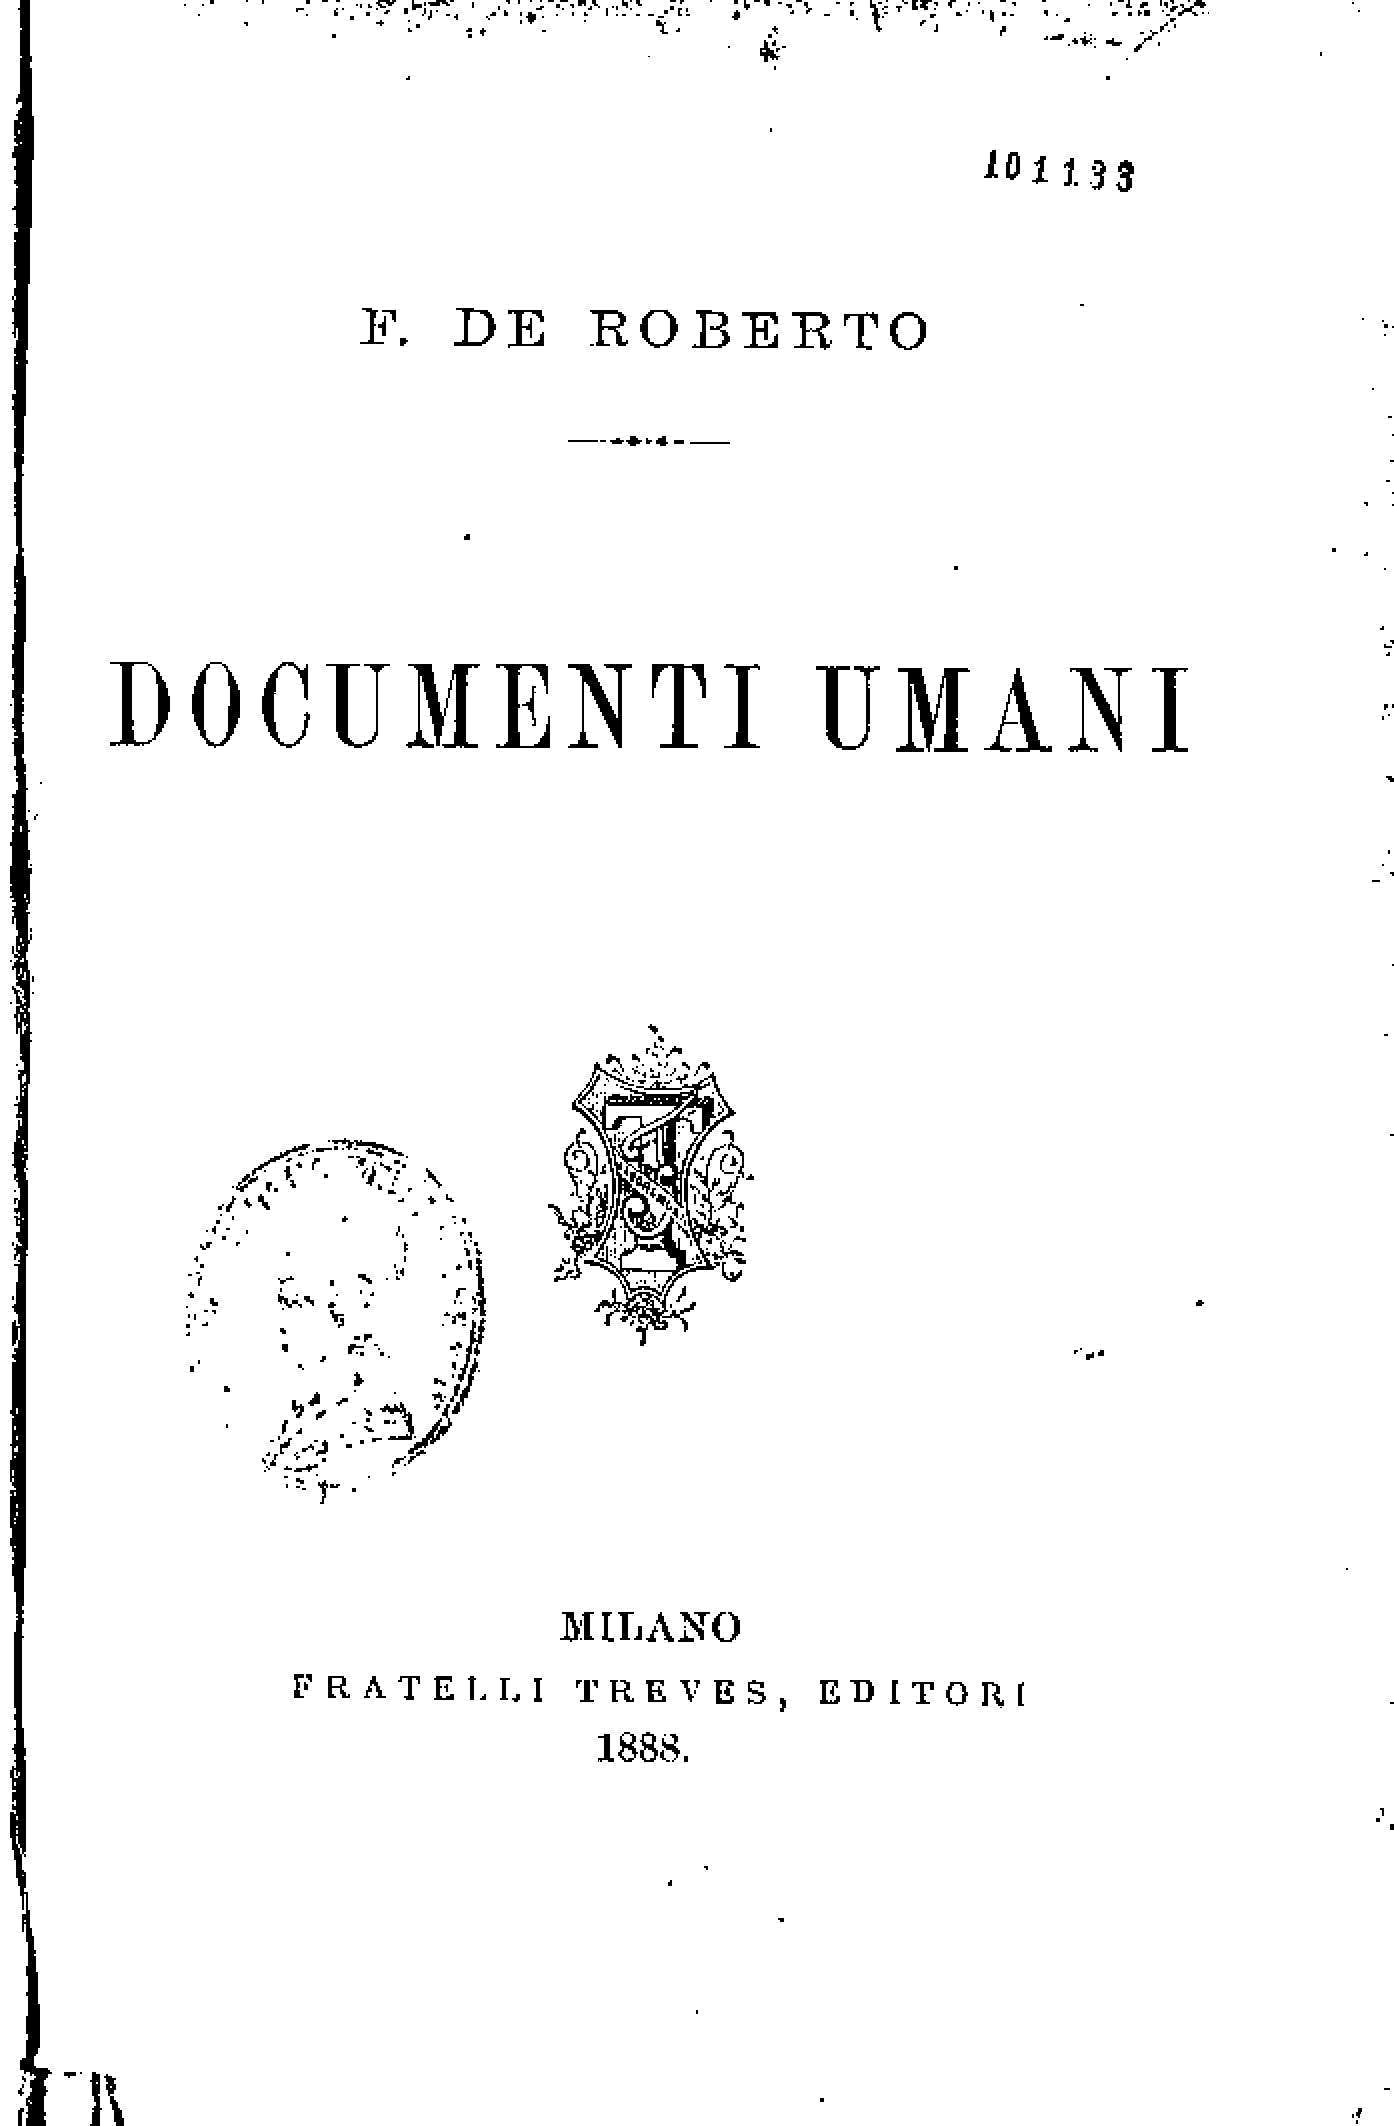 101133
F. DE ROBERTO
DOCUMENTI UMANI
MILANO
FRATELLI TREVES, EDITORI
1888.